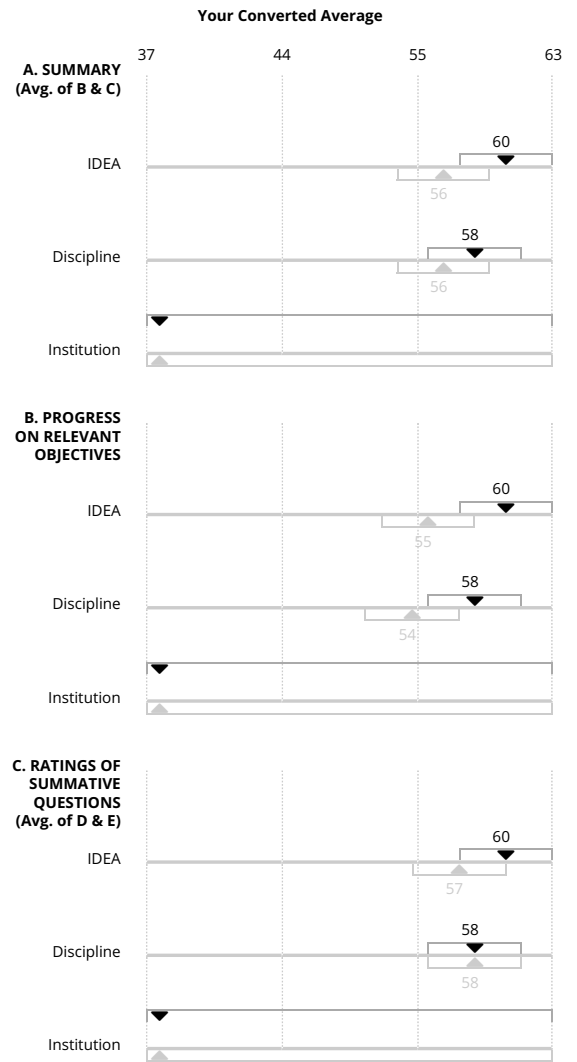 Your Converted Average
37 44 55 63
A. SUMMARY
(Avg. of B & C)
60
IDEA
56
58
Discipline
56
Institution
B. PROGRESS
ON RELEVANT
OBJECTIVES
60
IDEA
55
58
Discipline
54
Institution
C. RATINGS OF
SUMMATIVE
QUESTIONS
(Avg. of D & E)
60
IDEA
57
58
Discipline
58
Institution